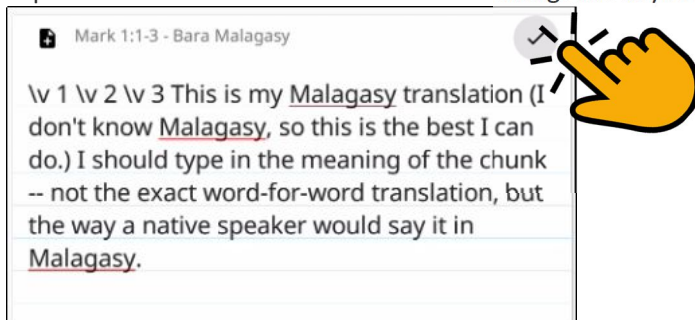 Mark 1:1-3 - Bara Malagasy
\v 1 \v 2 \v 3 This is my Malagasy translation (I
don't know Malagasy, so this is the best I can
do.) I should type in the meaning of the chunk
-- not the exact word-for-word translation, but
the way a native speaker would say it in
Malagasy.